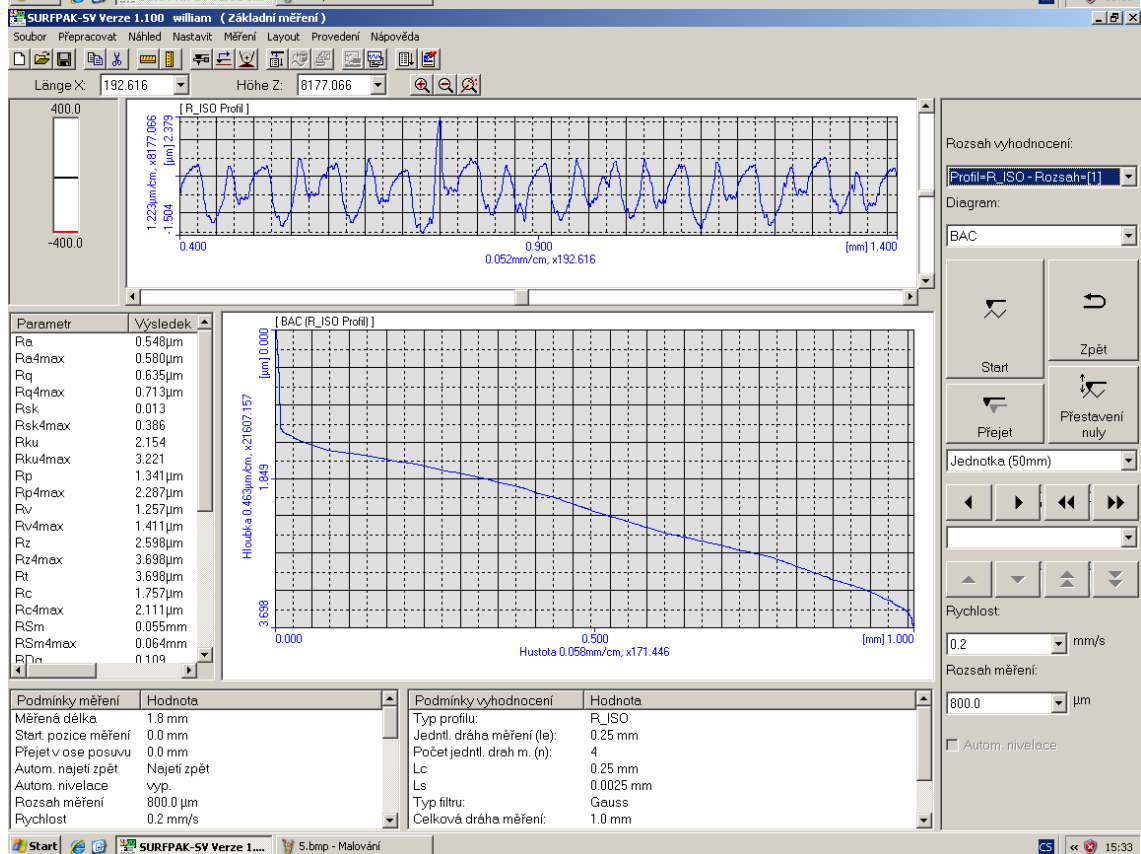 SURFPAK-SV Verze 1.100   william   ( Základní měření )
Soubor Přepracovat Náhled Nastavit Měření Layout Provedení Nápověda
Länge X: 192.616 Höhe Z: 8177.066
400.0
-400.0
[ R_ISO Profil ]
1.223µm/cm, x8177.066
-1.504 [µm] 2.379
0.400 0.900 [mm] 1.400
0.052mm/cm, x192.616
Parametr Výsledek
Ra 0.548µm
Ra4max 0.580µm
Rq 0.635µm
Rq4max 0.713µm
Rsk 0.013
Rsk4max 0.386
Rku 2.154
Rku4max 3.221
Rp 1.341µm
Rp4max 2.287µm
Rv 1.257µm
Rv4max 1.411µm
Rz 2.598µm
Rz4max 3.698µm
Rt 3.698µm
Rc 1.757µm
Rc4max 2.111µm
RSm 0.055mm
RSm4max 0.064mm
RDq 0.109
[ BAC (R_ISO Profil) ]
Hloubka 0.463µm/cm, x21607.157
3.698 1.849 [µm] 0.000
0.000 0.500 [mm] 1.000
Hustota 0.058mm/cm, x171.446
Podmínky měření Hodnota
Měřená délka 1.8 mm
Start. pozice měření 0.0 mm
Přejet v ose posuvu 0.0 mm
Autom. najetí zpět Najetí zpět
Autom. nivelace vyp.
Rozsah měření 800.0 µm
Rychlost 0.2 mm/s
Podmínky vyhodnocení Hodnota
Typ profilu: R_ISO
Jedntl. dráha měření (le): 0.25 mm
Počet jedntl. drah m. (n): 4
Lc 0.25 mm
Ls 0.0025 mm
Typ filtru: Gauss
Celková dráha měření: 1.0 mm
Rozsah vyhodnocení:
Profil=R_ISO - Rozsah=[1]
Diagram:
BAC
Start
Zpět
Přejet
Přestavení
nuly
Jednotka (50mm)
Rychlost:
0.2 mm/s
Rozsah měření:
800.0 µm
Autom. nivelace
Start SURFPAK-SV Verze 1.... 5.bmp - Malování CS 15:33